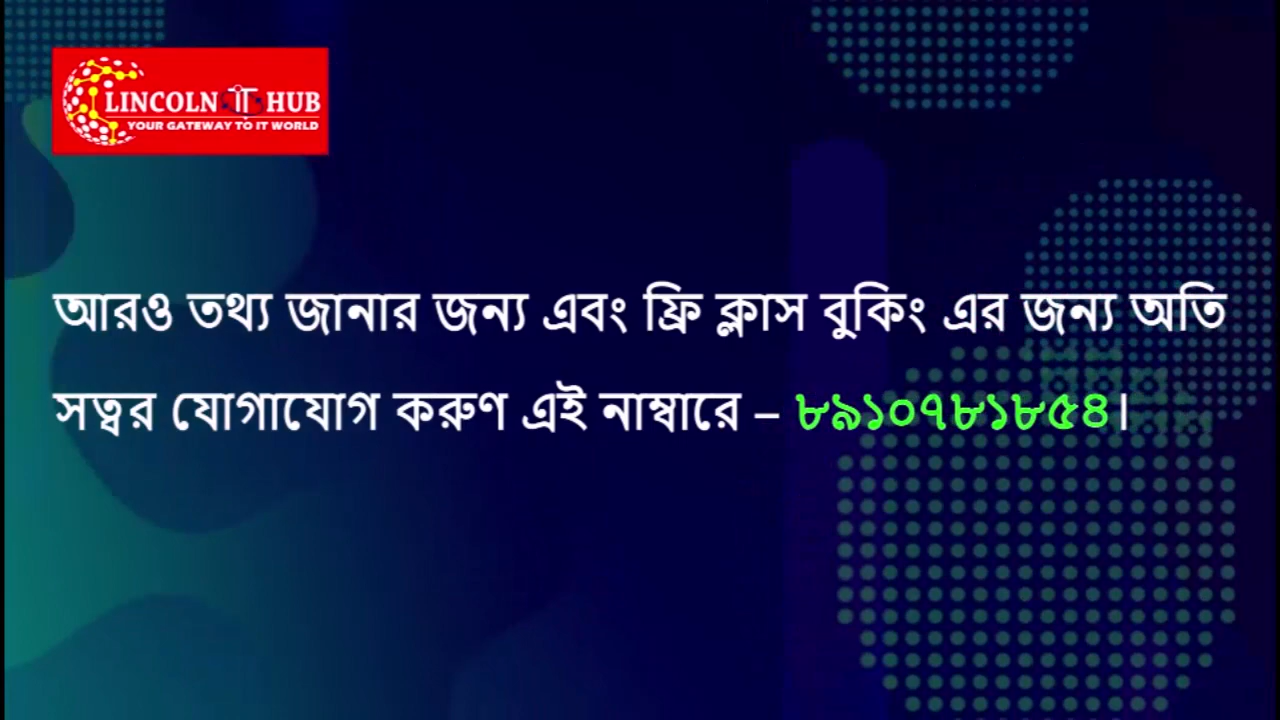 LINCOLN IT HUB
YOUR GATEWAY TO IT WORLD
আরও তথ্য জানার জন্য এবং ফ্রি ক্লাস বুকিং এর জন্য অতি
সত্বর যোগাযোগ করুণ এই নাম্বারে – ৮৯১০৭৮১৮৫৪।